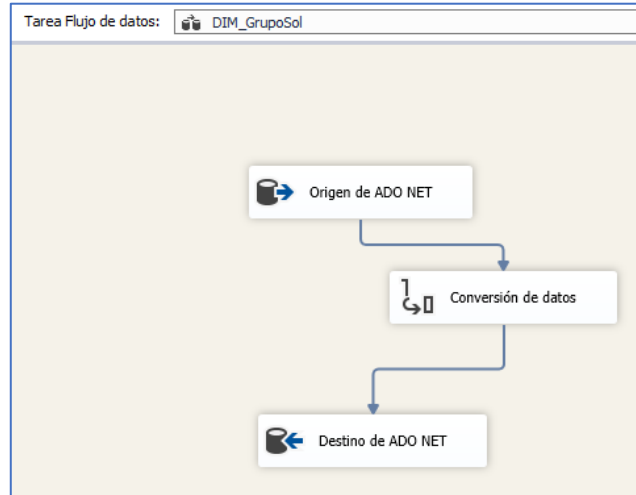 Tarea Flujo de datos: DIM_GrupoSol
Origen de ADO NET
Conversión de datos
Destino de ADO NET